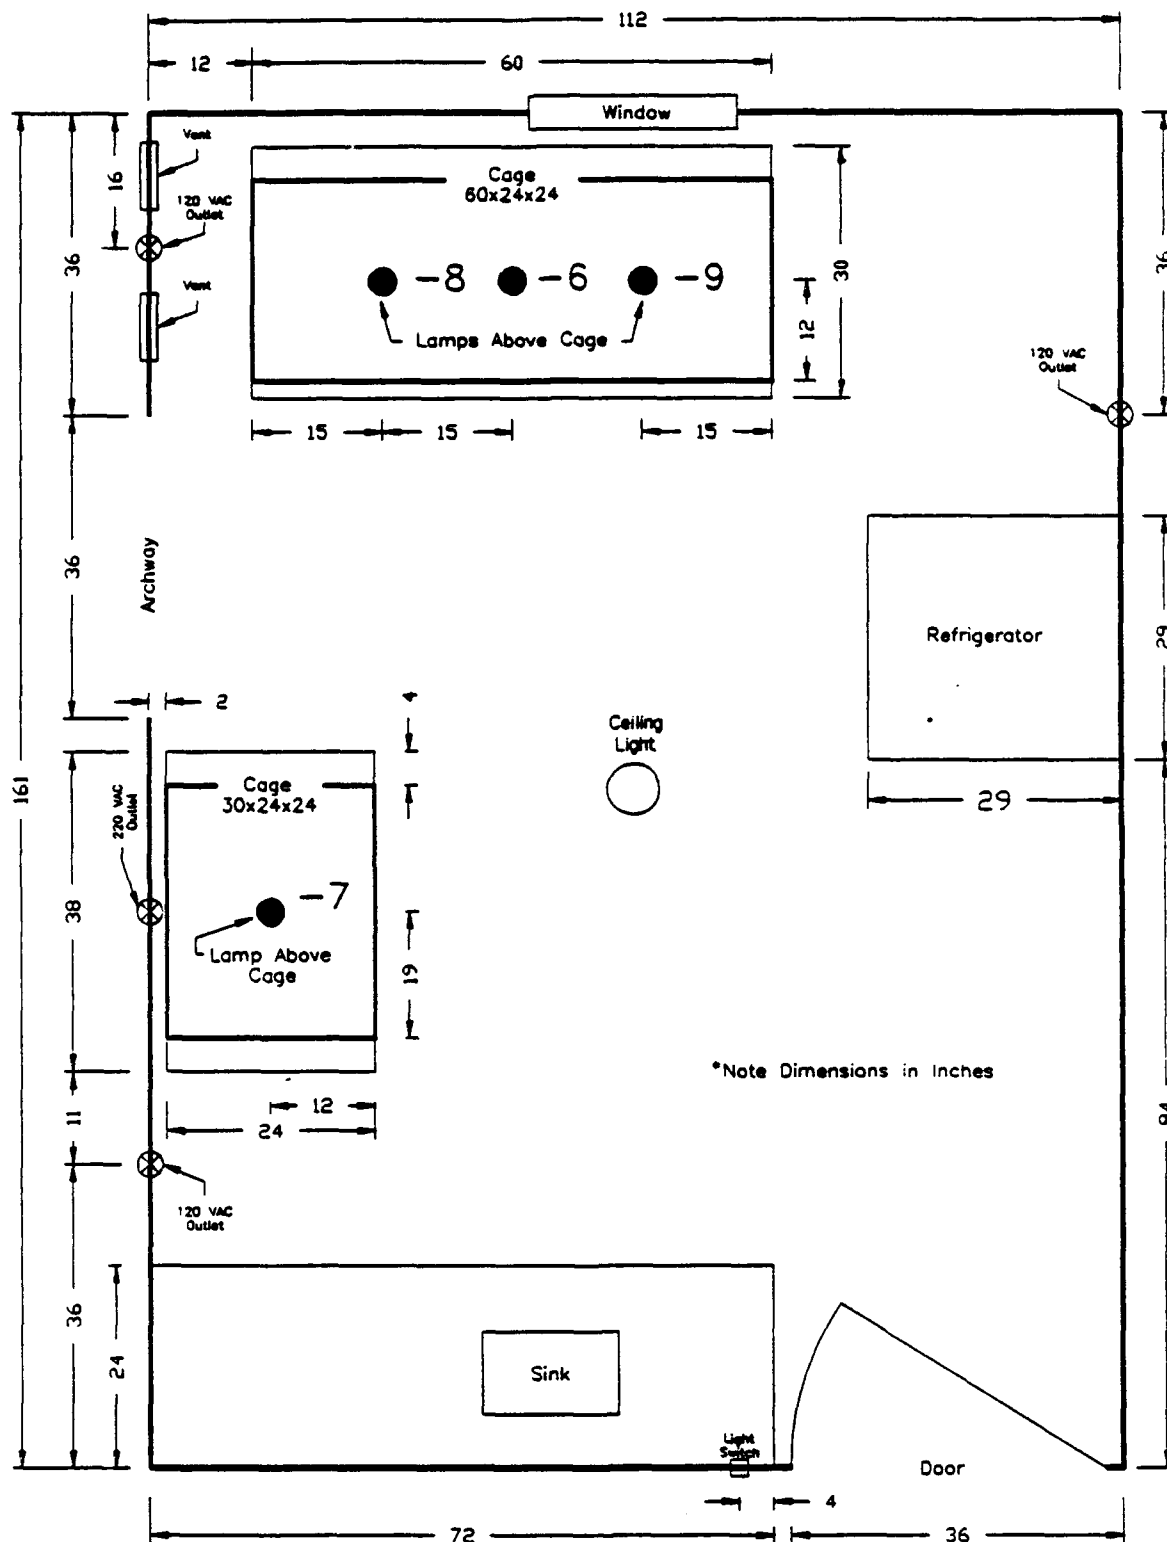 112
12
60
Window
Vent
16
120 VAC
Outlet
Cage
60x24x24
36
36
30
-8
-6
-9
Vent
Lamps Above Cage
12
120 VAC
Outlet
15
15
15
36
Archway
Refrigerator
29
2
4
Ceiling
Light
161
Cage
30x24x24
29
220 VAC
Outlet
-7
38
Lamp Above
Cage
19
*Note Dimensions in Inches
11
12
24
94
120 VAC
Outlet
36
24
Sink
Light
Switch
Door
4
72
36